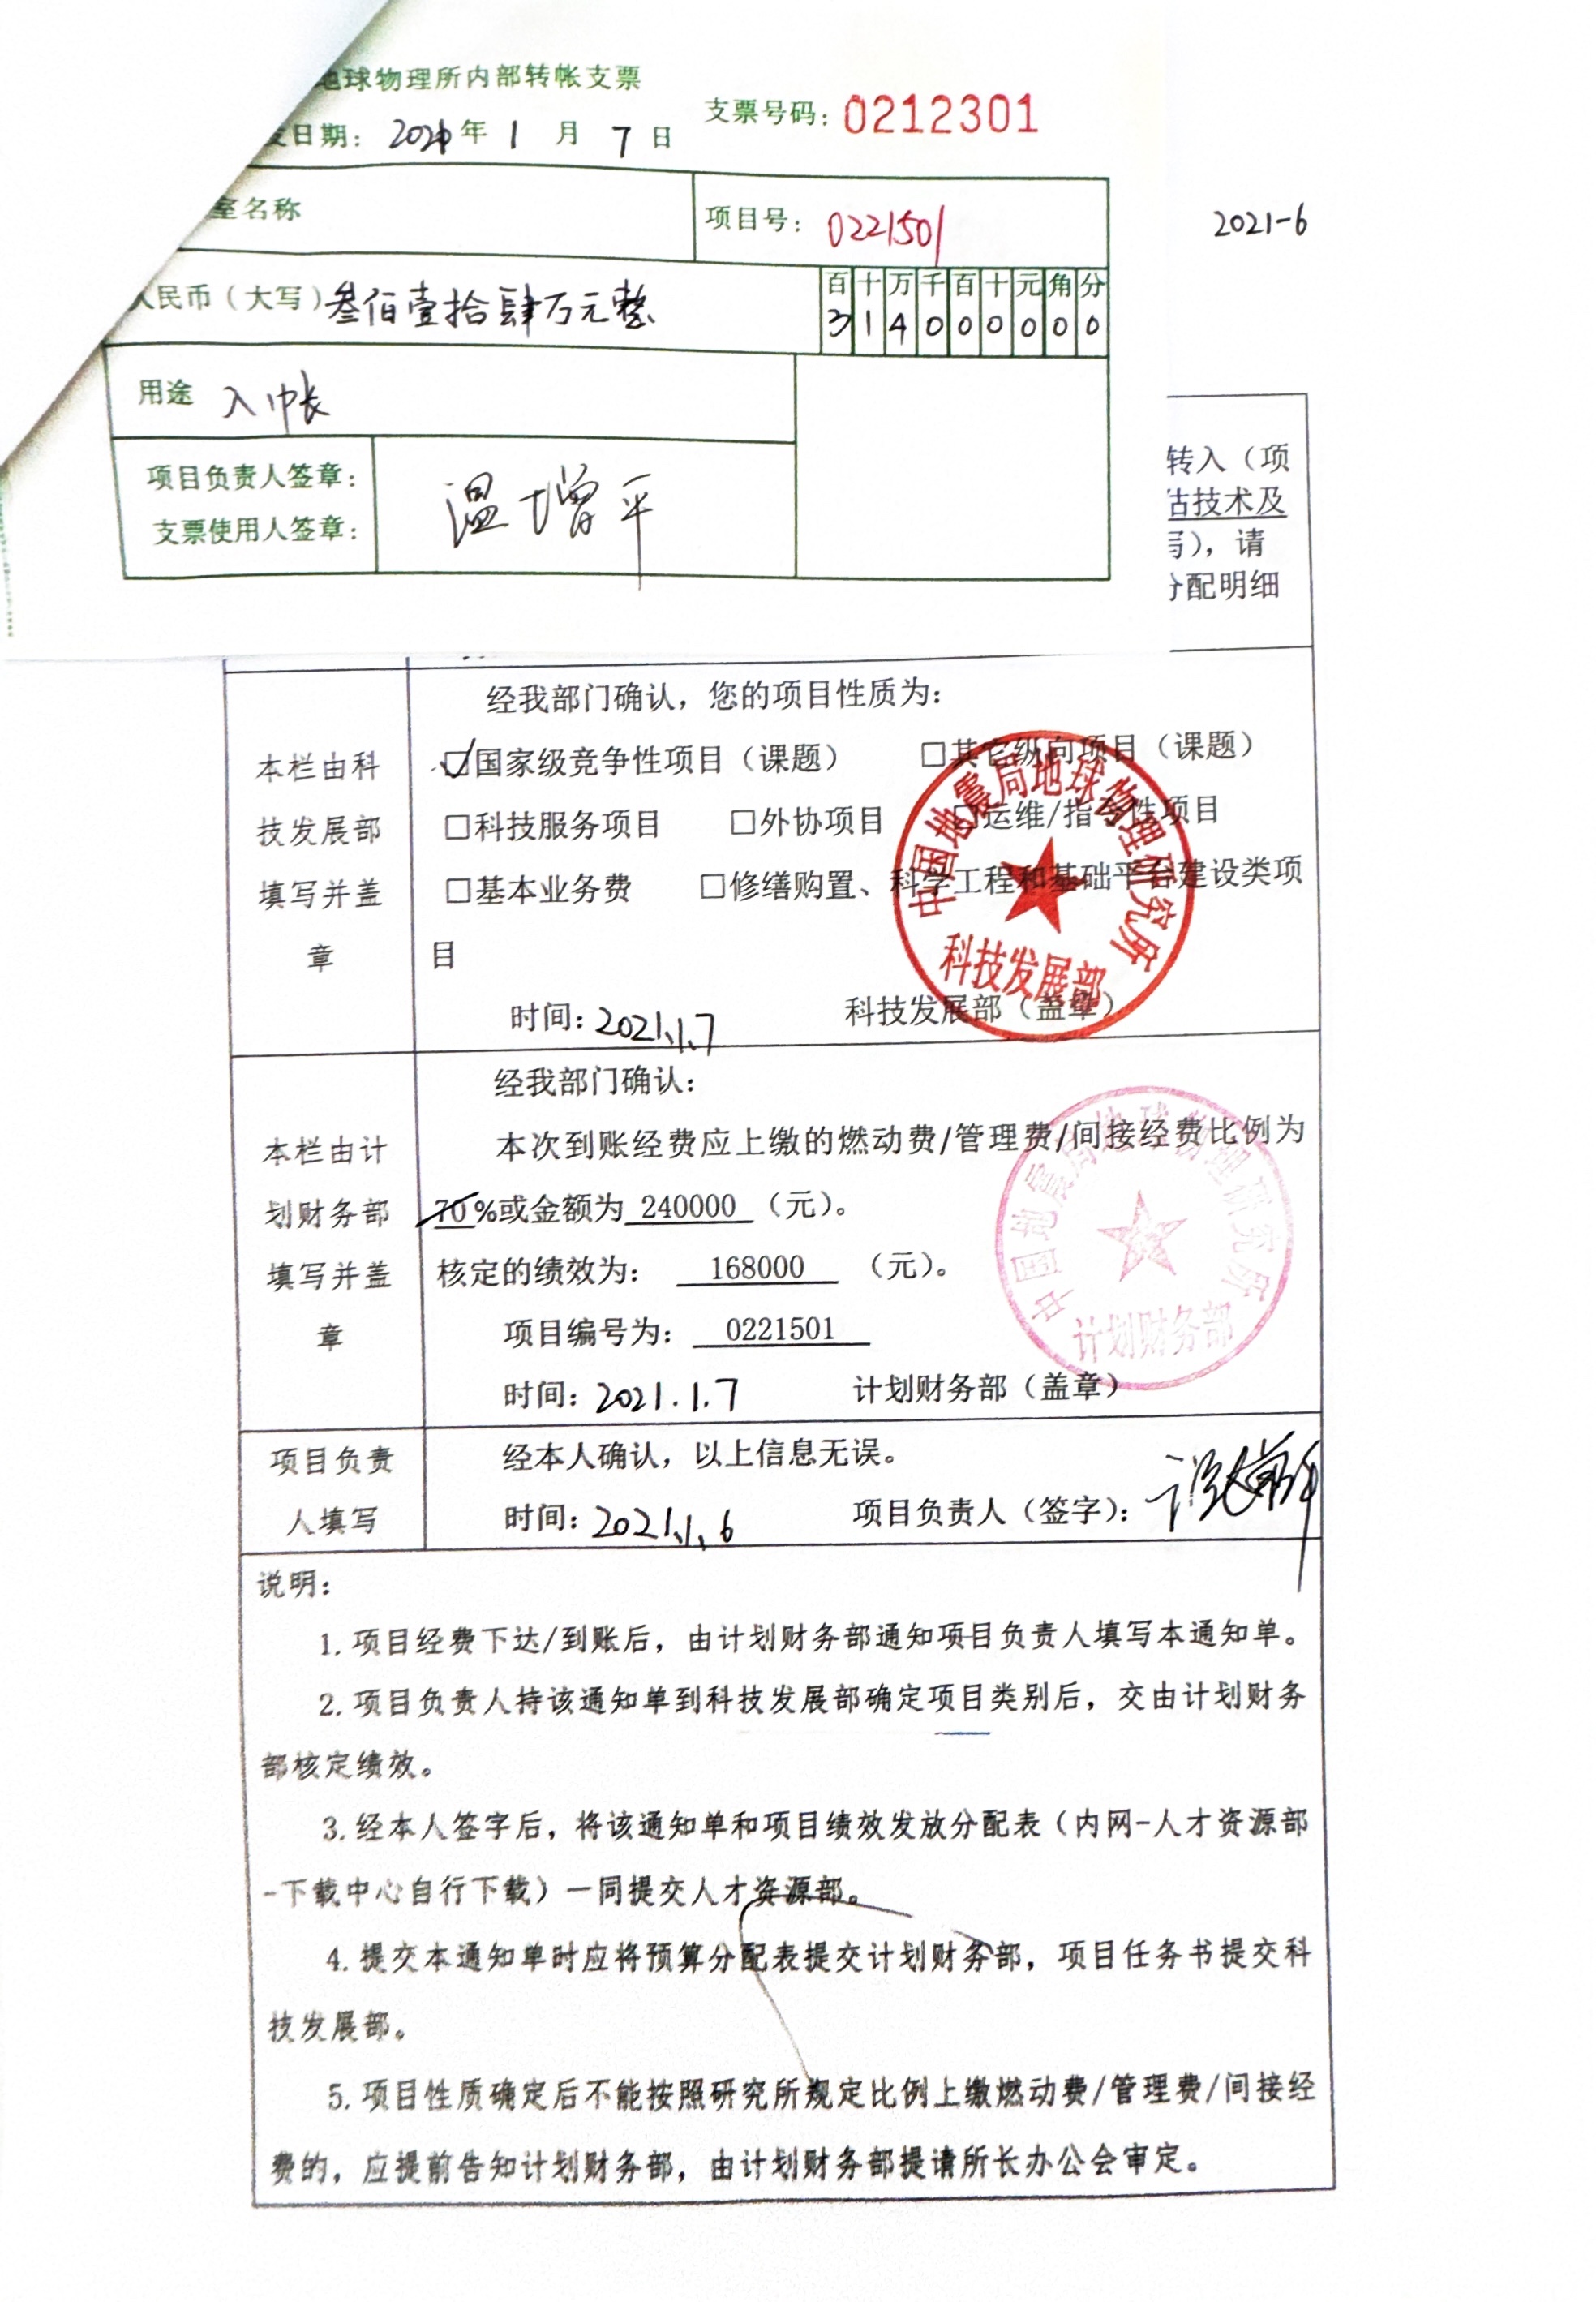 地球物理所内部转帐支票
支票号码：0212301
发日期：2021年1月7日
室名称
项目号：0221501
2021-6
人民币（大写）叁佰壹拾肆万元整
百十万千百十元角分
314000000
用途 入帐
项目负责人签章：
支票使用人签章：
温增平
转入（项
估技术及
写），请
分配明细
经我部门确认，您的项目性质为：
本栏由科
技发展部
填写并盖
章
☑国家级竞争性项目（课题） □其它纵向项目（课题）
□科技服务项目 □外协项目 □运维/指令性项目
□基本业务费 □修缮购置、科学工程和基础平台建设类项
目
时间：2021.1.7 科技发展部（盖章）
中国地震局地球物理研究所
科技发展部
经我部门确认：
本栏由计
划财务部
填写并盖
章
本次到账经费应上缴的燃动费/管理费/间接经费比例为
70%或金额为 240000 （元）。
核定的绩效为： 168000 （元）。
项目编号为： 0221501
时间：2021.1.7 计划财务部（盖章）
中国地震局地球物理研究所
计划财务部
项目负责
人填写
经本人确认，以上信息无误。
时间：2021.1.6 项目负责人（签字）：
说明：
1.项目经费下达/到账后，由计划财务部通知项目负责人填写本通知单。
2.项目负责人持该通知单到科技发展部确定项目类别后，交由计划财务
部核定绩效。
3.经本人签字后，将该通知单和项目绩效发放分配表（内网-人才资源部
-下载中心自行下载）一同提交人才资源部。
4.提交本通知单时应将预算分配表提交计划财务部，项目任务书提交科
技发展部。
5.项目性质确定后不能按照研究所规定比例上缴燃动费/管理费/间接经
费的，应提前告知计划财务部，由计划财务部提请所长办公会审定。